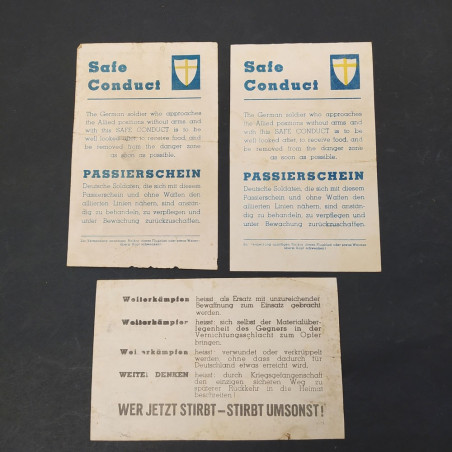 Safe
Conduct
The German soldier who approaches
the Allied positions without arms and
with this SAFE CONDUCT is to be
well looked after, to receive food, and
be removed from the danger zone
as soon as possible.
PASSIERSCHEIN
Deutsche Soldaten, die sich mit diesem
Passierschein und ohne Waffen den
alliierten Linien nähern, sind anstän-
dig zu behandeln, zu verpflegen und
unter Bewachung zurückzuschaffen.
Safe
Conduct
The German soldier who approaches
the Allied positions without arms and
with this SAFE CONDUCT is to be
well looked after, to receive food, and
be removed from the danger zone
as soon as possible.
PASSIERSCHEIN
Deutsche Soldaten, die sich mit diesem
Passierschein und ohne Waffen den
alliierten Linien nähern, sind anstän-
dig zu behandeln, zu verpflegen und
unter Bewachung zurückzuschaffen.
Weiterkämpfen heisst: als Ersatz mit unzureichender
Bewaffnung zum Einsatz gebracht
werden.
Weiterkämpfen heisst: sich selbst der Materialüber-
legenheit des Gegners in der
Vernichtungsschlacht zum Opfer
bringen.
Weiterkämpfen heisst: verwundet oder verkrüppelt
werden, ohne dass dadurch für
Deutschland etwas erreicht wird.
WEITER DENKEN heisst: durch Kriegsgefangenschaft
den einzigen sicheren Weg zu
späterer Rückkehr in die Heimat
beschreiten!
WER JETZT STIRBT – STIRBT UMSONST!